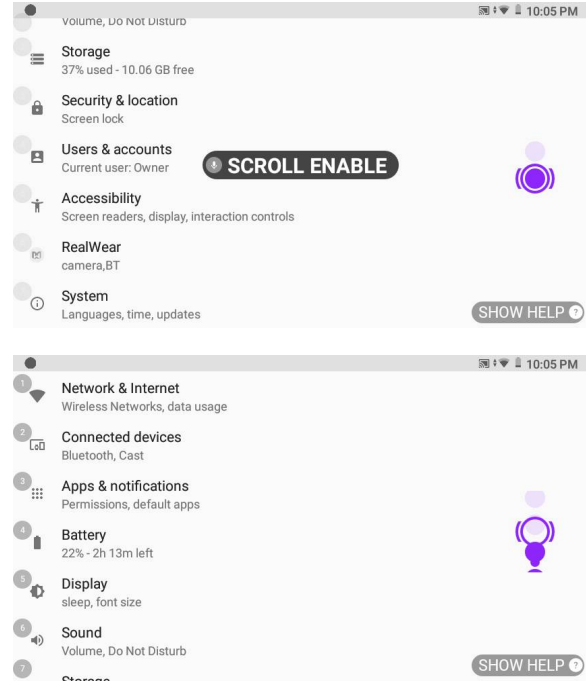 10:05 PM
Volume, Do Not Disturb
Storage
37% used - 10.06 GB free
Security & location
Screen lock
Users & accounts
Current user: Owner
SCROLL ENABLE
Accessibility
Screen readers, display, interaction controls
RealWear
camera,BT
System
Languages, time, updates
SHOW HELP ?
10:05 PM
1
Network & Internet
Wireless Networks, data usage
2
Connected devices
Bluetooth, Cast
3
Apps & notifications
Permissions, default apps
4
Battery
22% - 2h 13m left
5
Display
sleep, font size
6
Sound
Volume, Do Not Disturb
7
Storage
SHOW HELP ?